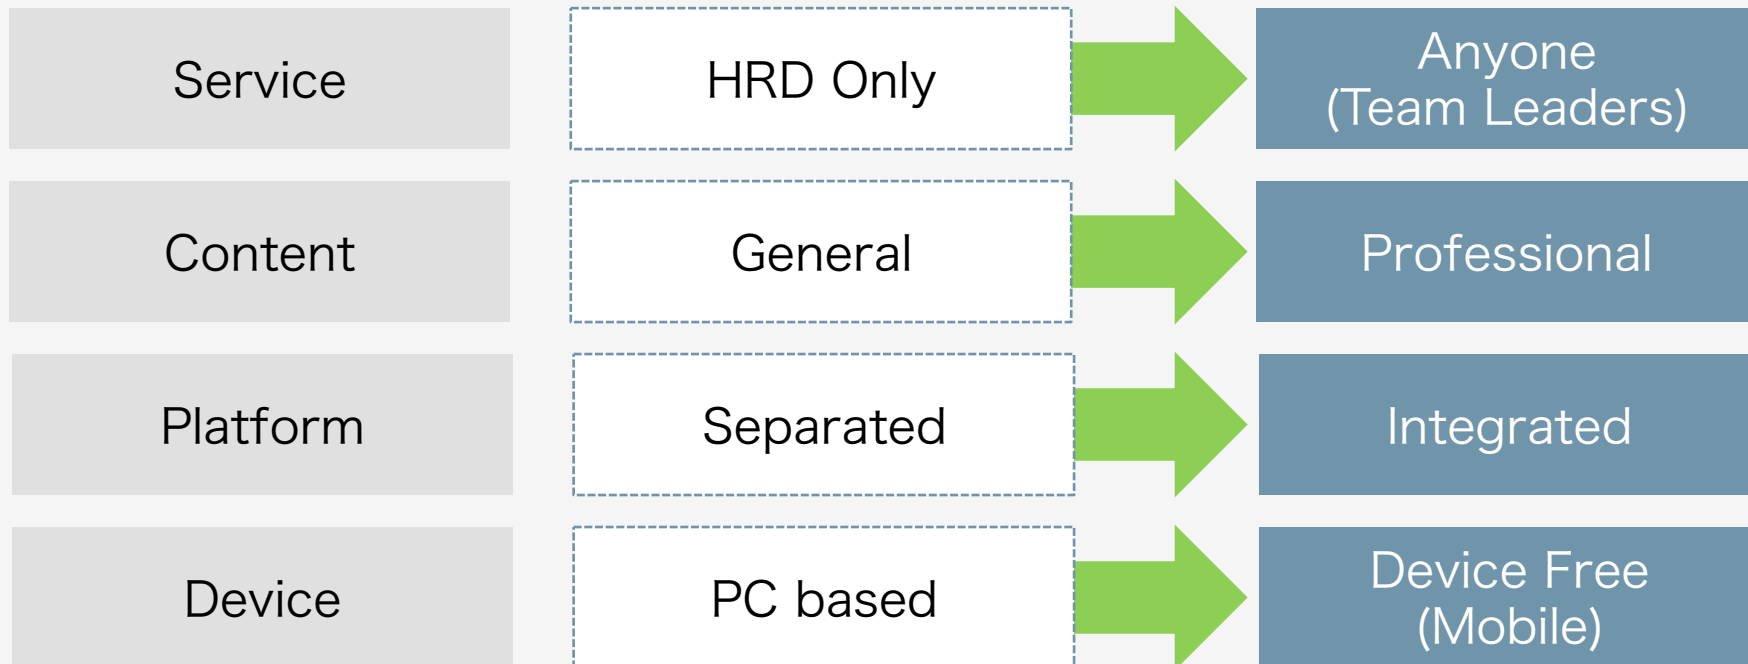 Service
HRD Only
Anyone
(Team Leaders)
Content
General
Professional
Platform
Separated
Integrated
Device
PC based
Device Free
(Mobile)